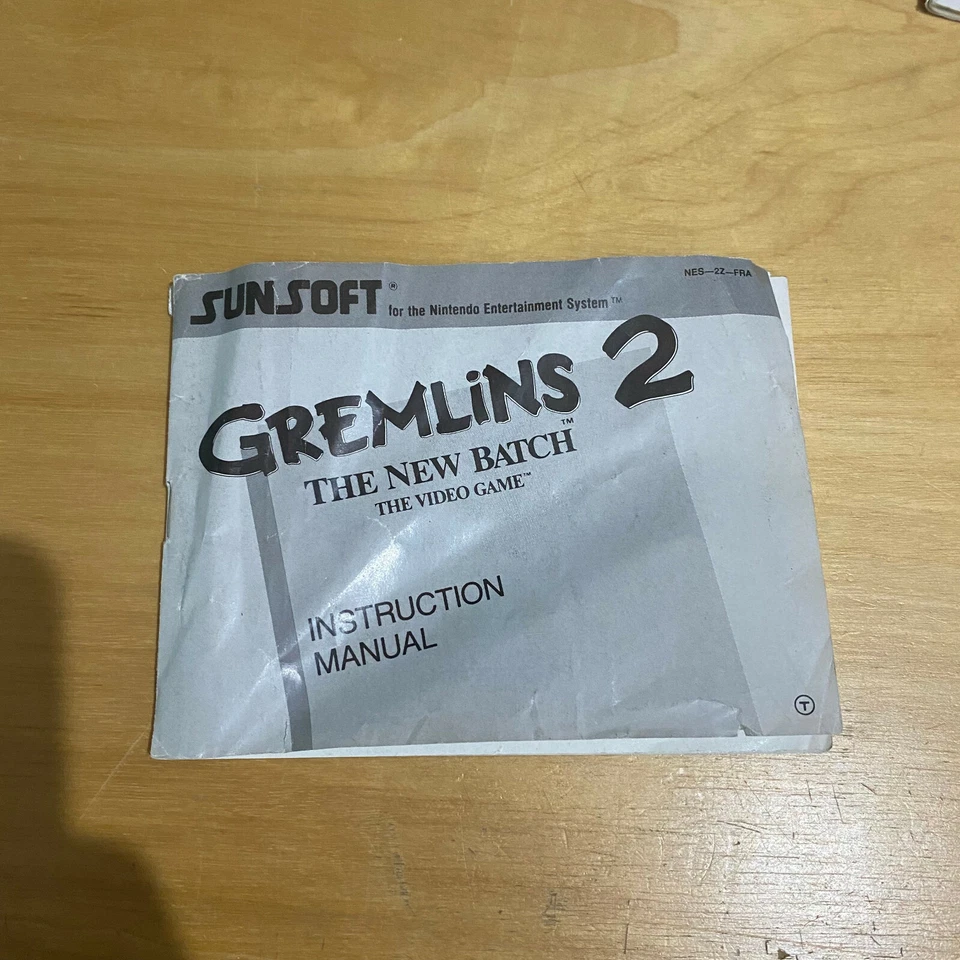 SUNSOFT® for the Nintendo Entertainment System™
NES—2Z—FRA
GREMLiNS 2
THE NEW BATCH™
THE VIDEO GAME™
INSTRUCTION
MANUAL
T